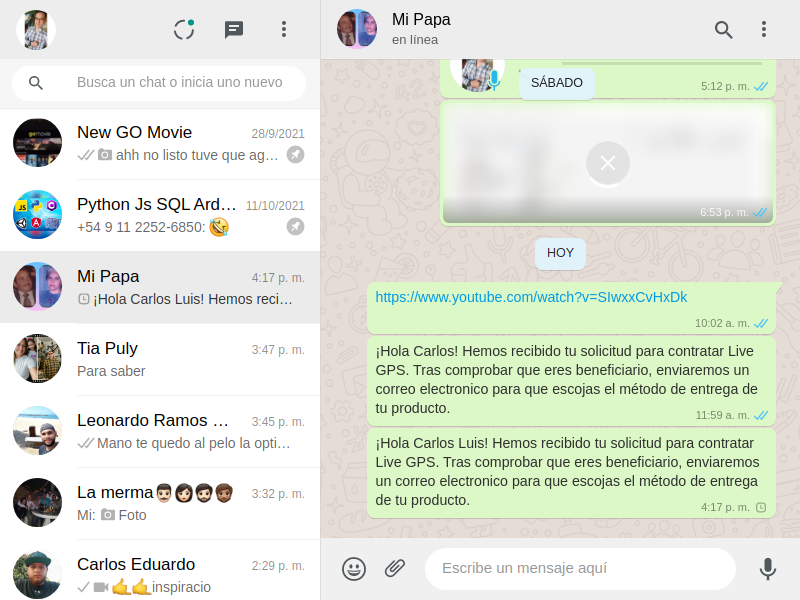 Busca un chat o inicia uno nuevo
New GO Movie 28/9/2021
ahh no listo tuve que ag…
Python Js SQL Ard… 11/10/2021
+54 9 11 2252-6850: 🤣
Mi Papa 4:17 p. m.
¡Hola Carlos Luis! Hemos reci…
Tia Puly 3:47 p. m.
Para saber
Leonardo Ramos … 3:45 p. m.
Mano te quedo al pelo la opti…
La merma 3:32 p. m.
Mi: Foto
Carlos Eduardo 2:29 p. m.
🤙🤙inspiracio
Mi Papa
en línea
5:12 p. m.
SÁBADO
6:53 p. m.
HOY
https://www.youtube.com/watch?v=SIwxxCvHxDk
10:02 a. m.
¡Hola Carlos! Hemos recibido tu solicitud para contratar Live
GPS. Tras comprobar que eres beneficiario, enviaremos un
correo electronico para que escojas el método de entrega de
tu producto.
11:59 a. m.
¡Hola Carlos Luis! Hemos recibido tu solicitud para contratar
Live GPS. Tras comprobar que eres beneficiario, enviaremos
un correo electronico para que escojas el método de entrega
de tu producto.
4:17 p. m.
Escribe un mensaje aquí